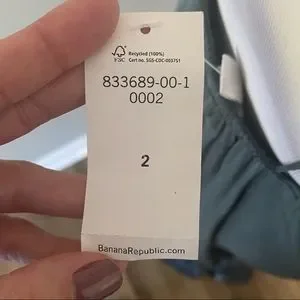 FSC
Recycled (100%)
Cert no. SGS-COC-003751
833689-00-1
0002
2
BananaRepublic.com